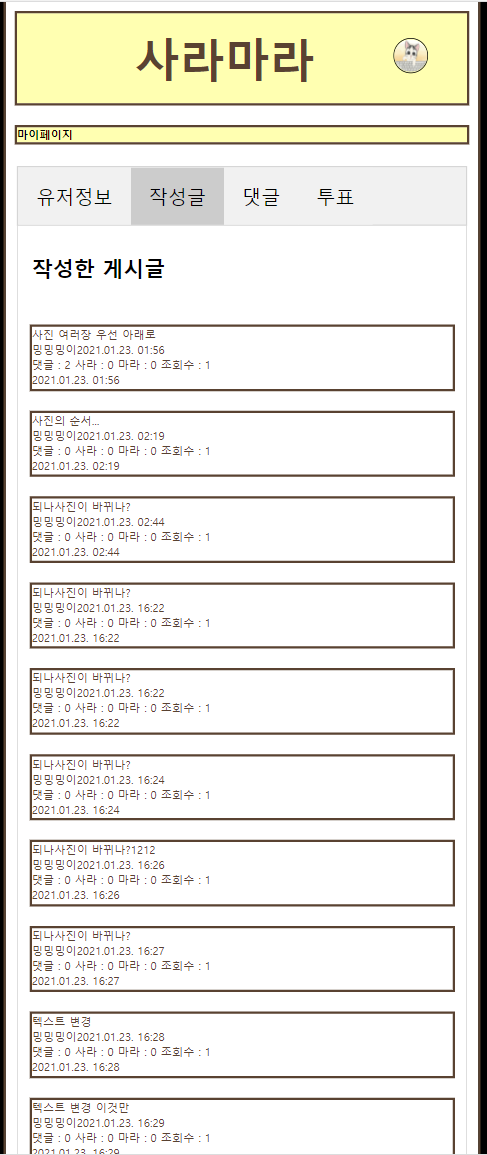 사라마라
마이페이지
유저정보 작성글 댓글 투표
작성한 게시글
사진 여러장 우선 아래로
밍밍밍이2021.01.23. 01:56
댓글 : 2 사라 : 0 마라 : 0 조회수 : 1
2021.01.23. 01:56
사진의 순서...
밍밍밍이2021.01.23. 02:19
댓글 : 0 사라 : 0 마라 : 0 조회수 : 1
2021.01.23. 02:19
되나사진이 바뀌나?
밍밍밍이2021.01.23. 02:44
댓글 : 0 사라 : 0 마라 : 0 조회수 : 1
2021.01.23. 02:44
되나사진이 바뀌나?
밍밍밍이2021.01.23. 16:22
댓글 : 0 사라 : 0 마라 : 0 조회수 : 1
2021.01.23. 16:22
되나사진이 바뀌나?
밍밍밍이2021.01.23. 16:22
댓글 : 0 사라 : 0 마라 : 0 조회수 : 1
2021.01.23. 16:22
되나사진이 바뀌나?
밍밍밍이2021.01.23. 16:24
댓글 : 0 사라 : 0 마라 : 0 조회수 : 1
2021.01.23. 16:24
되나사진이 바뀌나?1212
밍밍밍이2021.01.23. 16:26
댓글 : 0 사라 : 0 마라 : 0 조회수 : 1
2021.01.23. 16:26
되나사진이 바뀌나?
밍밍밍이2021.01.23. 16:27
댓글 : 0 사라 : 0 마라 : 0 조회수 : 1
2021.01.23. 16:27
텍스트 변경
밍밍밍이2021.01.23. 16:28
댓글 : 0 사라 : 0 마라 : 0 조회수 : 1
2021.01.23. 16:28
텍스트 변경 이것만
밍밍밍이2021.01.23. 16:29
댓글 : 0 사라 : 0 마라 : 0 조회수 : 1
2021.01.23. 16:29